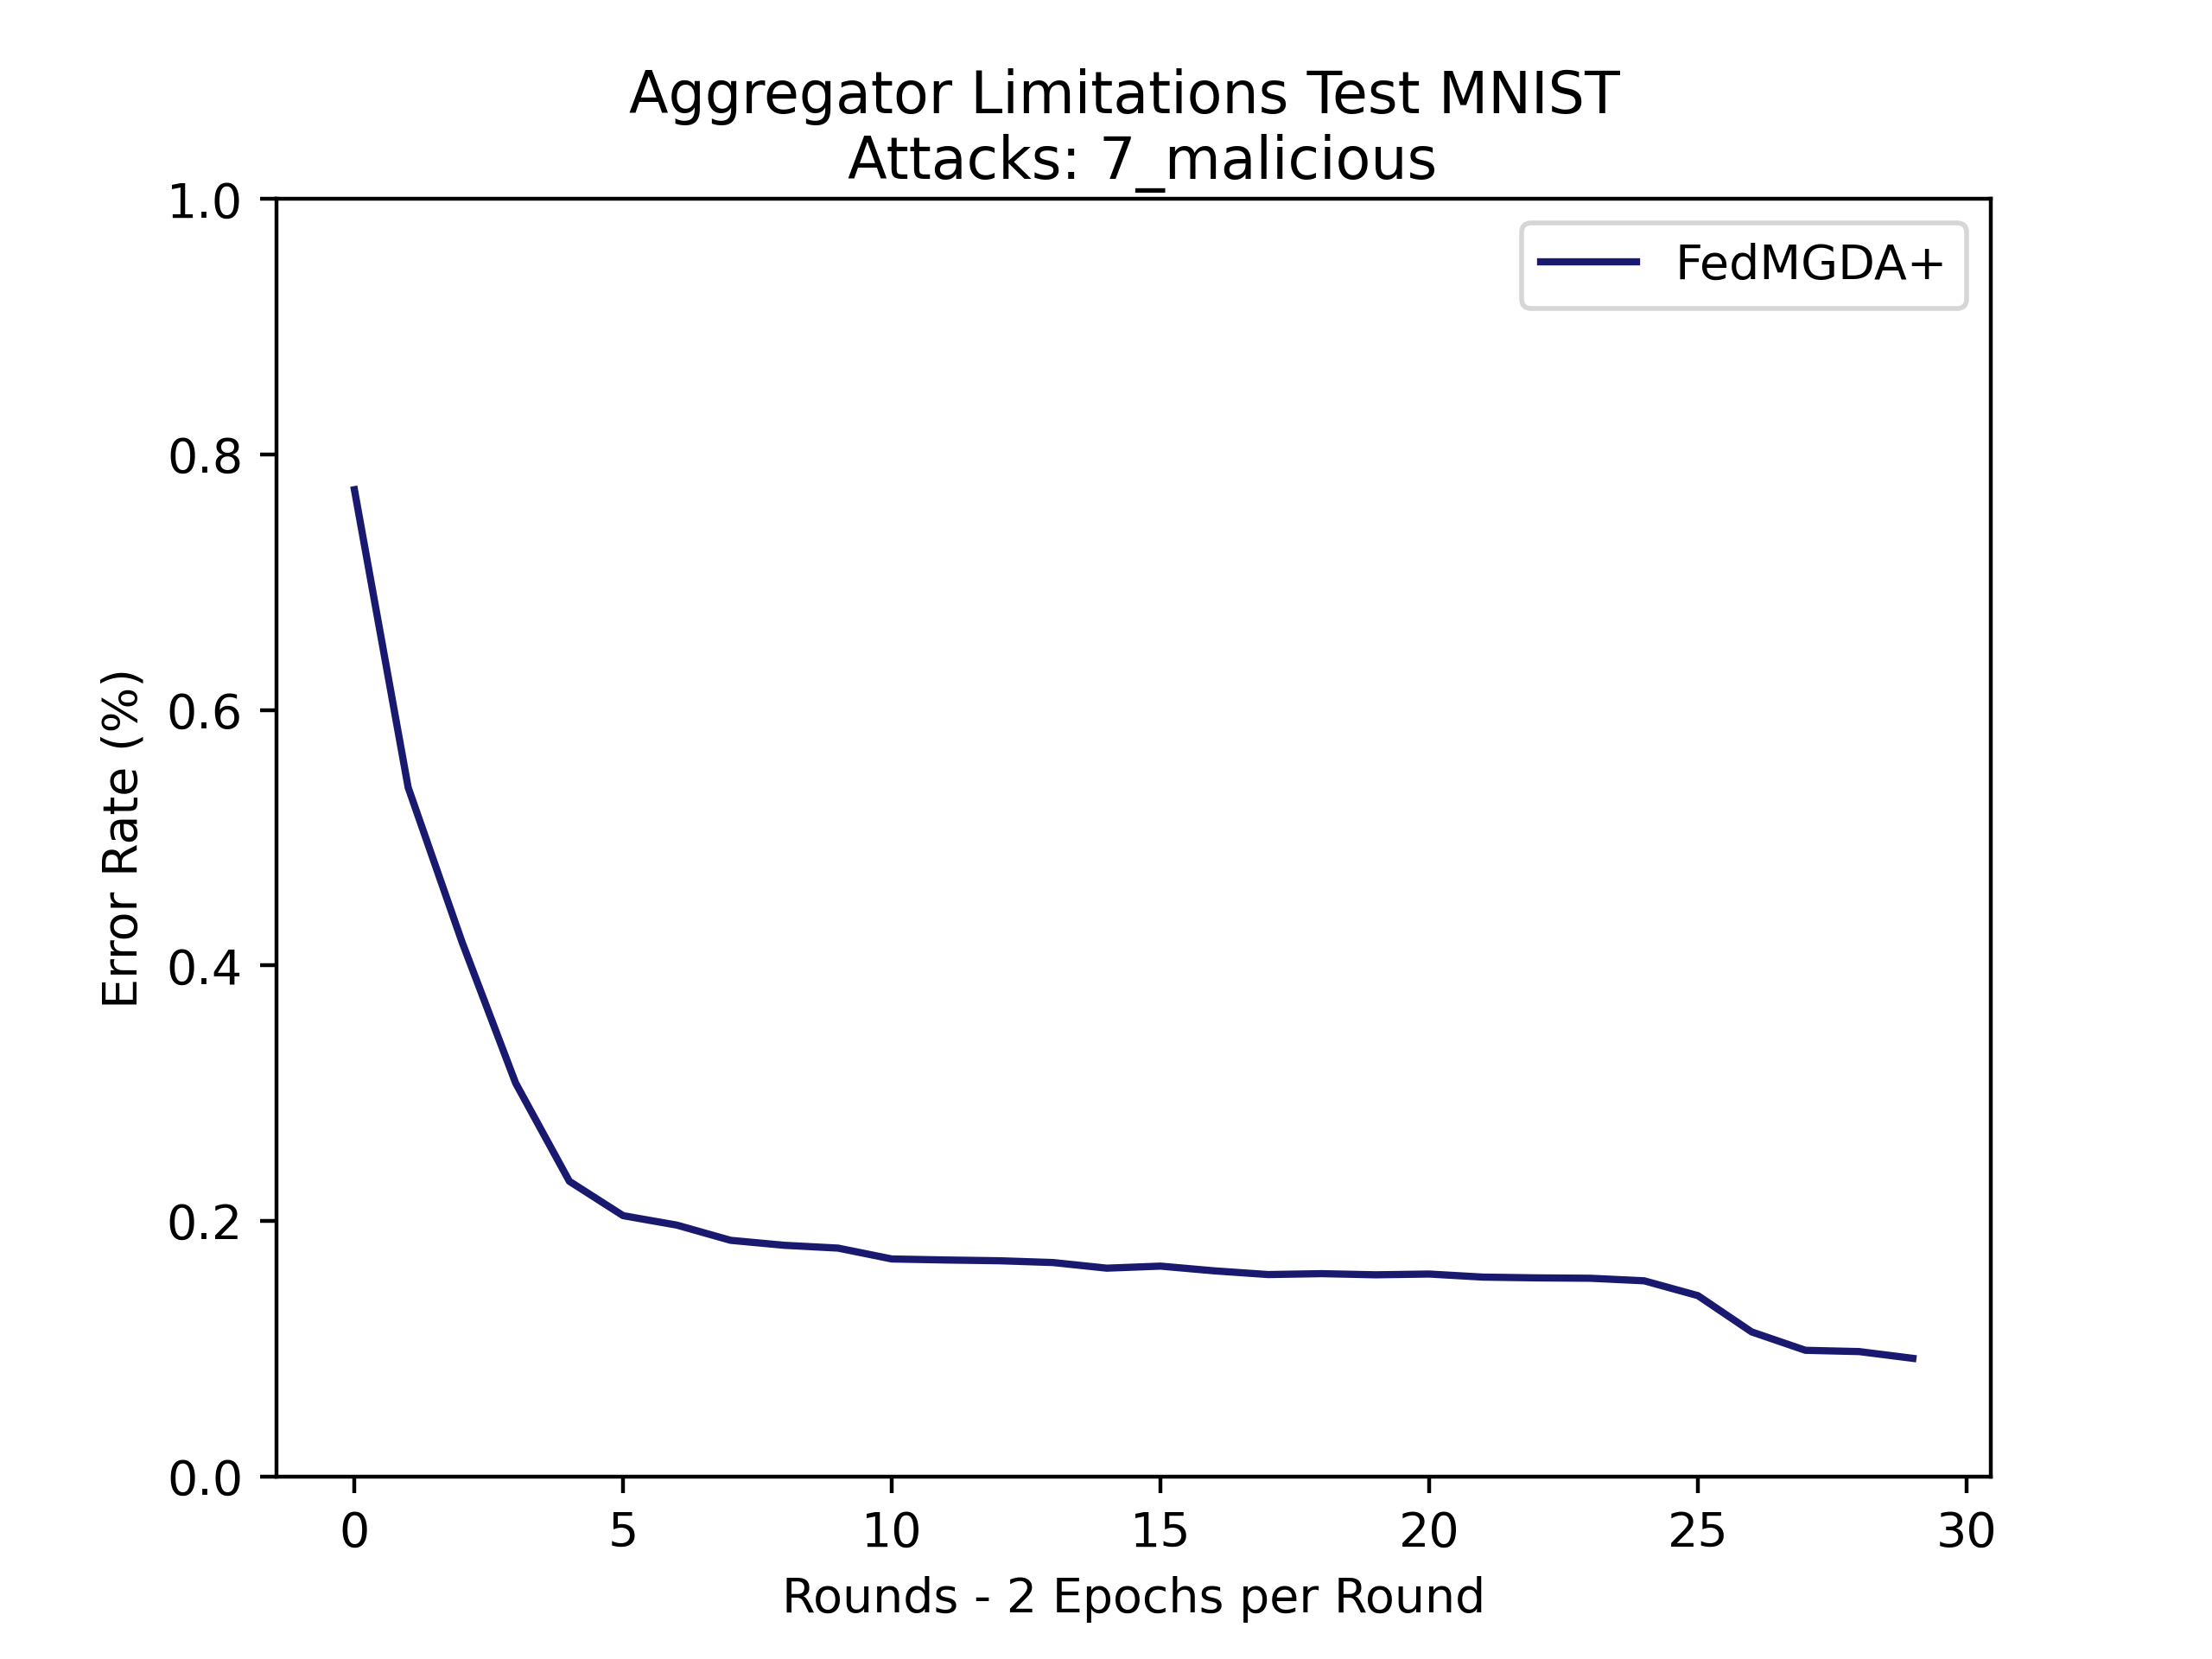 Aggregator Limitations Test MNIST
Attacks: 7_malicious
FedMGDA+
Error Rate (%)
1.0
0.8
0.6
0.4
0.2
0.0
0 5 10 15 20 25 30
Rounds - 2 Epochs per Round